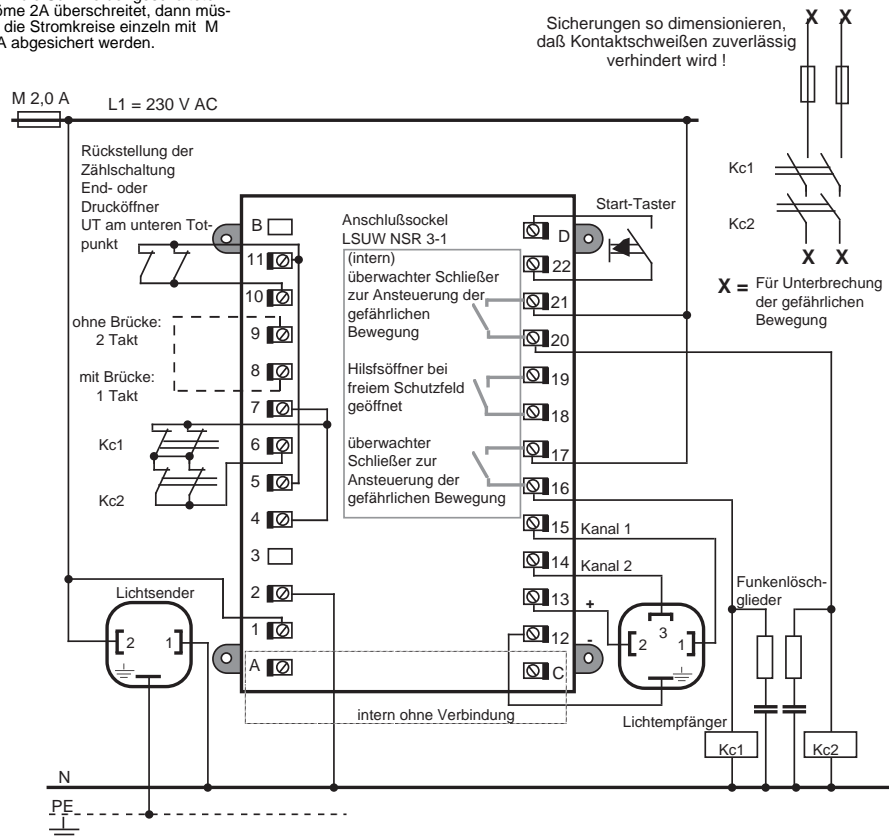 öme 2A überschreitet, dann müs-
die Stromkreise einzeln mit M
A abgesichert werden.
Sicherungen so dimensionieren,
daß Kontaktschweißen zuverlässig
verhindert wird !
X X
M 2,0 A
L1 = 230 V AC
Kc1
Kc2
X X
X = Für Unterbrechung
der gefährlichen
Bewegung
Rückstellung der
Zählschaltung
End- oder
Drucköffner
UT am unteren Tot-
punkt
ohne Brücke:
2 Takt
mit Brücke:
1 Takt
Kc1
Kc2
B
11
10
9
8
7
6
5
4
3
2
1
A
Anschlußsockel
LSUW NSR 3-1
(intern)
überwachter Schließer
zur Ansteuerung der
gefährlichen
Bewegung
Hilfsöffner bei
freiem Schutzfeld
geöffnet
überwachter
Schließer zur
Ansteuerung der
gefährlichen Bewegung
Start-Taster
D
22
21
20
19
18
17
16
15 Kanal 1
14 Kanal 2
13 +
12 -
C
intern ohne Verbindung
Lichtsender
2 1
3
2 1
Lichtempfänger
Funkenlösch-
glieder
Kc1
Kc2
N
PE